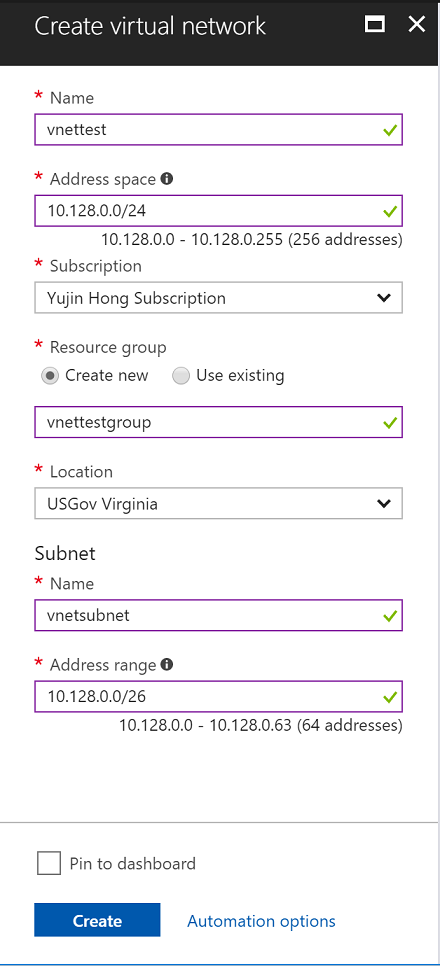 Create virtual network
* Name
vnettest
* Address space
10.128.0.0/24
10.128.0.0 - 10.128.0.255 (256 addresses)
* Subscription
Yujin Hong Subscription
* Resource group
Create new Use existing
vnettestgroup
* Location
USGov Virginia
Subnet
* Name
vnetsubnet
* Address range
10.128.0.0/26
10.128.0.0 - 10.128.0.63 (64 addresses)
Pin to dashboard
Create Automation options